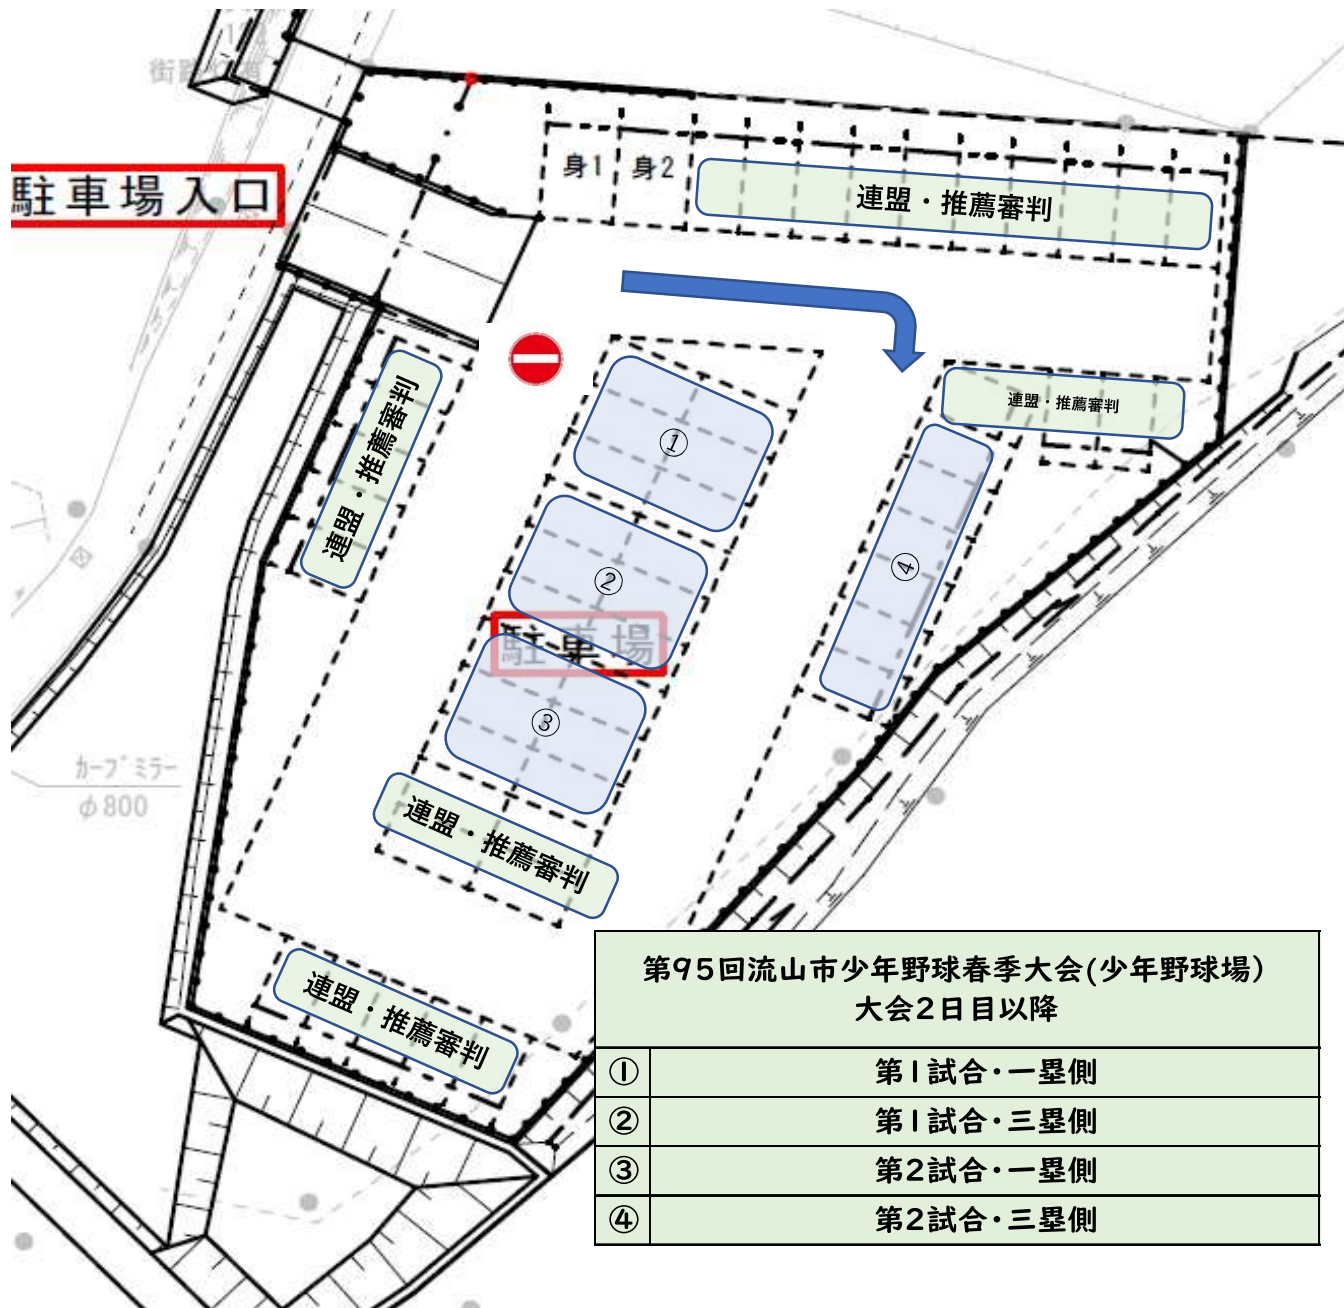 街路灯有
駐車場入口
身1
身2
連盟・推薦審判
連盟・推薦審判
連盟・推薦審判
①
②
駐車場
③
④
カーブミラー
φ800
連盟・推薦審判
連盟・推薦審判
第95回流山市少年野球春季大会(少年野球場)
大会2日目以降
① 第1試合・一塁側
② 第1試合・三塁側
③ 第2試合・一塁側
④ 第2試合・三塁側